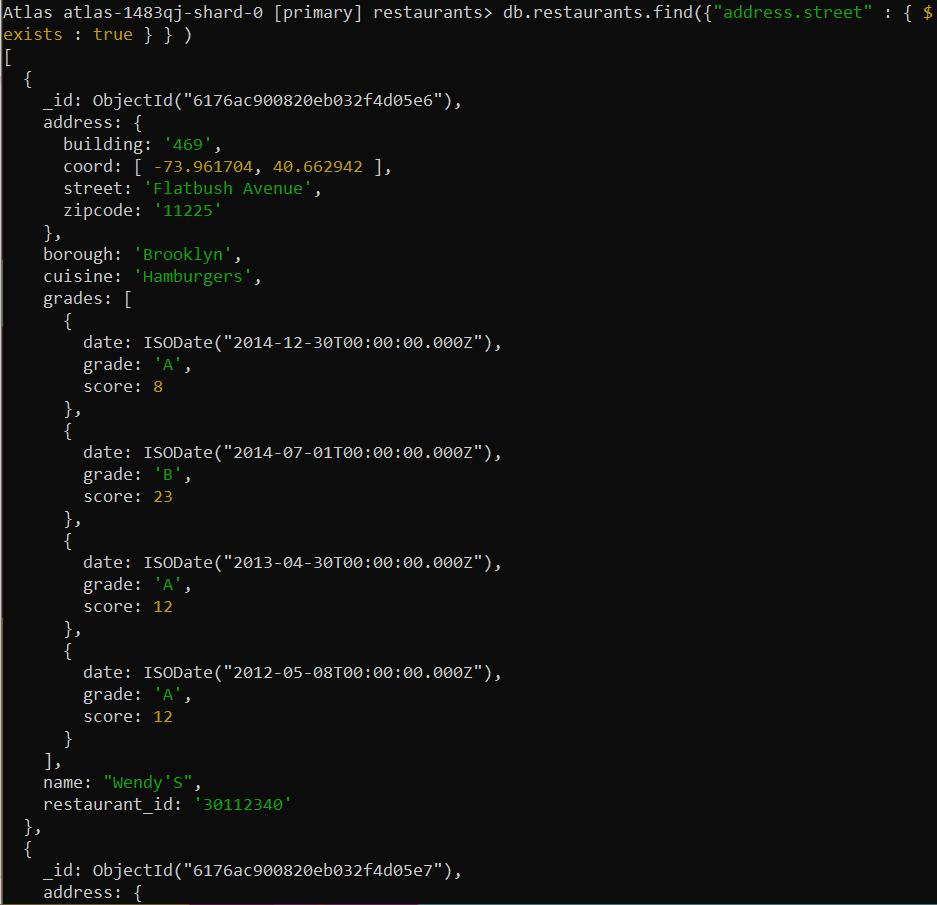 Atlas atlas-1483qj-shard-0 [primary] restaurants> db.restaurants.find({"address.street" : { $
exists : true } } )
[
  {
    _id: ObjectId("6176ac900820eb032f4d05e6"),
    address: {
      building: '469',
      coord: [ -73.961704, 40.662942 ],
      street: 'Flatbush Avenue',
      zipcode: '11225'
    },
    borough: 'Brooklyn',
    cuisine: 'Hamburgers',
    grades: [
      {
        date: ISODate("2014-12-30T00:00:00.000Z"),
        grade: 'A',
        score: 8
      },
      {
        date: ISODate("2014-07-01T00:00:00.000Z"),
        grade: 'B',
        score: 23
      },
      {
        date: ISODate("2013-04-30T00:00:00.000Z"),
        grade: 'A',
        score: 12
      },
      {
        date: ISODate("2012-05-08T00:00:00.000Z"),
        grade: 'A',
        score: 12
      }
    ],
    name: "Wendy'S",
    restaurant_id: '30112340'
  },
  {
    _id: ObjectId("6176ac900820eb032f4d05e7"),
    address: {